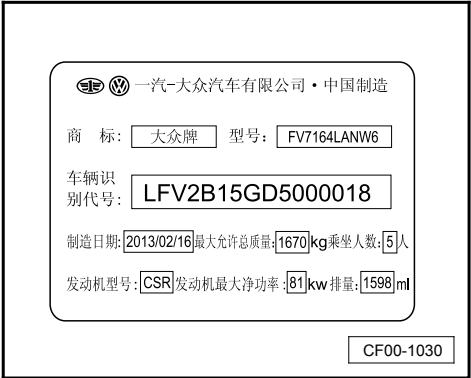 一汽-大众汽车有限公司·中国制造
商 标: 大众牌 型号: FV7164LANW6
车辆识
别代号: LFV2B15GD5000018
制造日期: 2013/02/16 最大允许总质量: 1670 kg 乘坐人数: 5 人
发动机型号: CSR 发动机最大净功率: 81 kw 排量: 1598 ml
CF00-1030